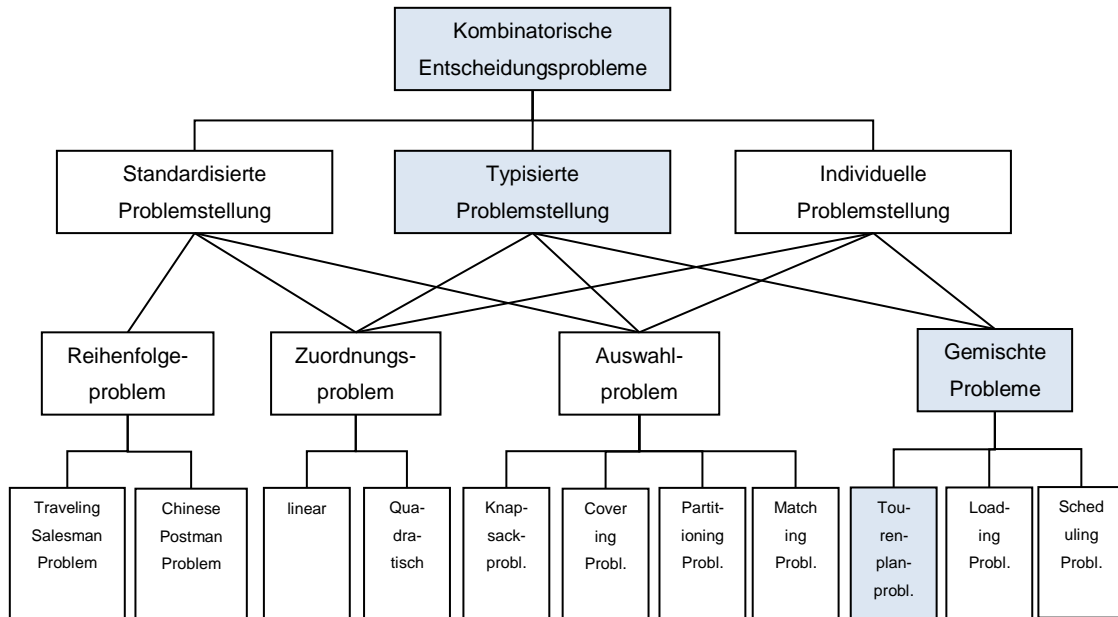 Kombinatorische
Entscheidungsprobleme
Standardisierte
Problemstellung
Typisierte
Problemstellung
Individuelle
Problemstellung
Reihenfolge-
problem
Zuordnungs-
problem
Auswahl-
problem
Gemischte
Probleme
Traveling
Salesman
Problem
Chinese
Postman
Problem
linear
Qua-
dra-
tisch
Knap-
sack-
probl.
Cover
ing
Probl.
Partit-
ioning
Probl.
Match
ing
Probl.
Tou-
ren-
plan-
probl.
Load-
ing
Probl.
Sched
uling
Probl.